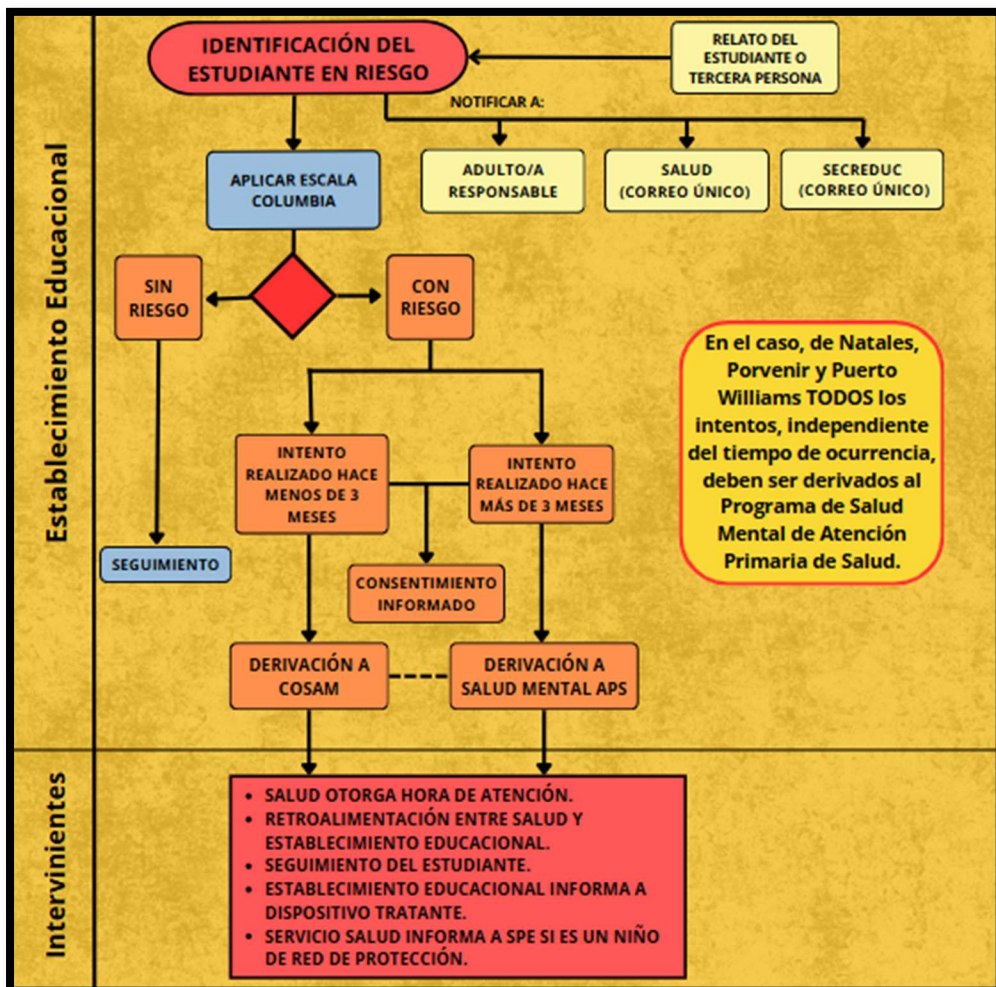 IDENTIFICACIÓN DEL
ESTUDIANTE EN RIESGO
RELATO DEL
ESTUDIANTE O
TERCERA PERSONA
NOTIFICAR A:
APLICAR ESCALA
COLUMBIA
ADULTO/A
RESPONSABLE
SALUD
(CORREO ÚNICO)
SECREDUC
(CORREO ÚNICO)
Establecimiento Educacional
SIN
RIESGO
CON
RIESGO
En el caso, de Natales,
Porvenir y Puerto
Williams TODOS los
intentos, independiente
del tiempo de ocurrencia,
deben ser derivados al
Programa de Salud
Mental de Atención
Primaria de Salud.
INTENTO
REALIZADO HACE
MENOS DE 3
MESES
INTENTO
REALIZADO HACE
MÁS DE 3 MESES
SEGUIMIENTO
CONSENTIMIENTO
INFORMADO
DERIVACIÓN A
COSAM
DERIVACIÓN A
SALUD MENTAL APS
Intervinientes
• SALUD OTORGA HORA DE ATENCIÓN.
• RETROALIMENTACIÓN ENTRE SALUD Y
ESTABLECIMIENTO EDUCACIONAL.
• SEGUIMIENTO DEL ESTUDIANTE.
• ESTABLECIMIENTO EDUCACIONAL INFORMA A
DISPOSITIVO TRATANTE.
• SERVICIO SALUD INFORMA A SPE SI ES UN NIÑO
DE RED DE PROTECCIÓN.